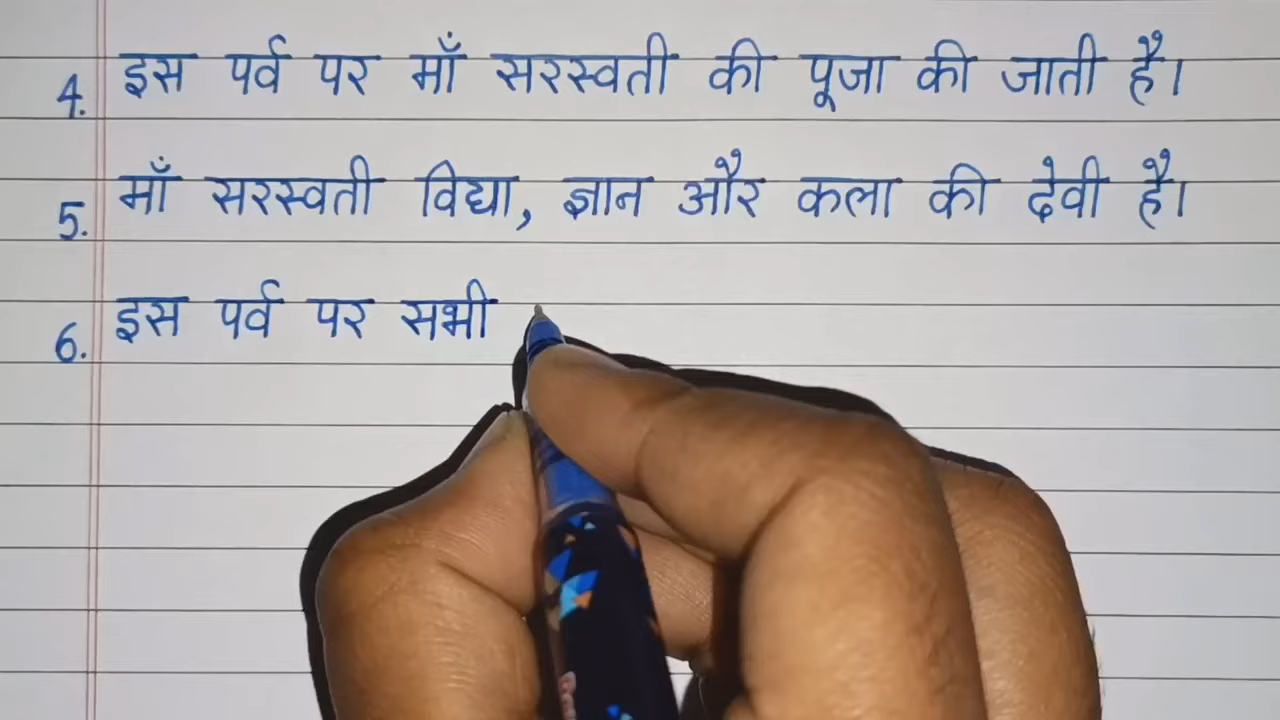 4. इस पर्व पर माँ सरस्वती की पूजा की जाती है।
5. माँ सरस्वती विद्या, ज्ञान और कला की देवी है।
6. इस पर्व पर सभी